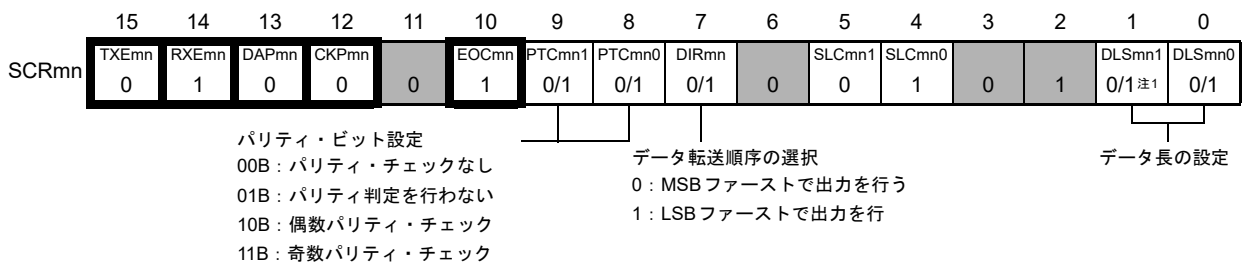 15 14 13 12 11 10 9 8 7 6 5 4 3 2 1 0
SCRmn
TXEmn RXEmn DAPmn CKPmn EOCmn PTCmn1 PTCmn0 DIRmn SLCmn1 SLCmn0 DLSmn1 DLSmn0
0 1 0 0 0 1 0/1 0/1 0/1 0 0 1 0 1 0/1注1 0/1
パリティ・ビット設定
00B：パリティ・チェックなし
01B：パリティ判定を行わない
10B：偶数パリティ・チェック
11B：奇数パリティ・チェック
データ転送順序の選択
0：MSBファーストで出力を行う
1：LSBファーストで出力を行
データ長の設定